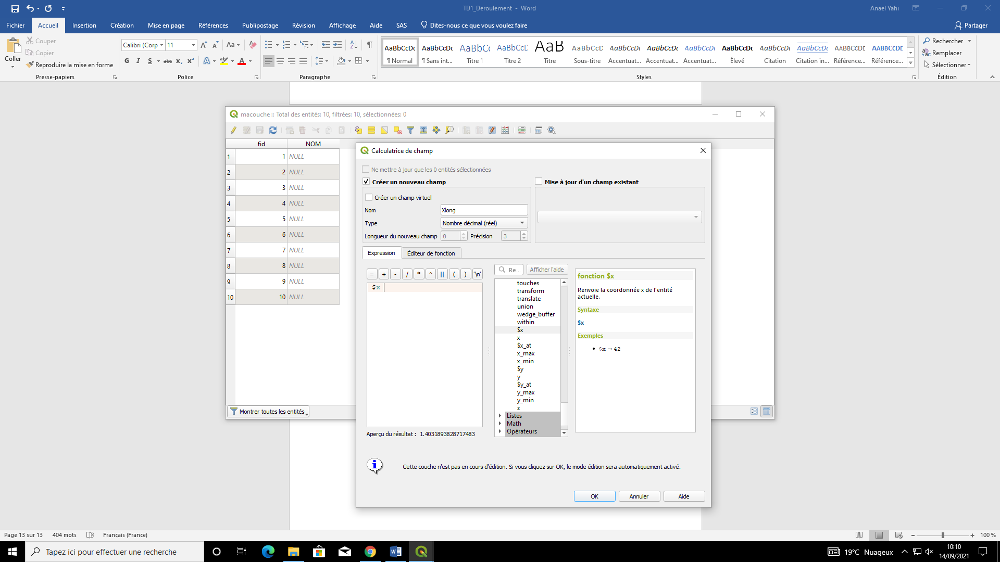 TD1_Deroulement - Word
Anael Yahi
Fichier Accueil Insertion Création Mise en page Références Publipostage Révision Affichage Aide SAS Dites-nous ce que vous voulez faire Partager
Coller
Couper
Copier
Reproduire la mise en forme
Presse-papiers
Calibri (Corp 11
G I S abc x₂ x²
Police
Paragraphe
AaBbCcDc AaBbCcDc AaBbCc AaBbCcD AaB AaBbCcD AaBbCcDc AaBbCcDc AaBbCcDc AaBbCcDc AaBbCcDc AaBbCcDc AABBCCDE AABBCCDE
¶ Normal ¶ Sans int... Titre 1 Titre 2 Titre Sous-titre Accentuat... Accentuat... Accentuat... Élevé Citation Citation in... Référence... Référence...
Styles
Rechercher
Remplacer
Sélectionner
Édition
macouche :: Total des entités: 10, filtrées: 10, sélectionnées: 0
fid NOM
1 1 NULL
2 2 NULL
3 3 NULL
4 4 NULL
5 5 NULL
6 6 NULL
7 7 NULL
8 8 NULL
9 9 NULL
10 10 NULL
Montrer toutes les entités
Calculatrice de champ
Ne mettre à jour que les 0 entités sélectionnées
Créer un nouveau champ
Mise à jour d'un champ existant
Créer un champ virtuel
Nom Xlong
Type Nombre décimal (réel)
Longueur du nouveau champ 0 Précision 3
Expression Éditeur de fonction
= + - / * ^ || ( ) '\n'
$x
Aperçu du résultat : 1.4031893828717483
Re... Afficher l'aide
touches
transform
translate
union
wedge_buffer
within
$x
x
$x_at
x_max
x_min
$y
y
$y_at
y_max
y_min
z
Listes
Math
Opérateurs
fonction $x
Renvoie la coordonnée x de l'entité
actuelle.
Syntaxe
$x
Exemples
• $x → 42
Cette couche n'est pas en cours d'édition. Si vous cliquez sur OK, le mode édition sera automatiquement activé.
OK Annuler Aide
Page 13 sur 13 404 mots Français (France)
100 %
Tapez ici pour effectuer une recherche
19°C Nuageux
10:10
14/09/2021